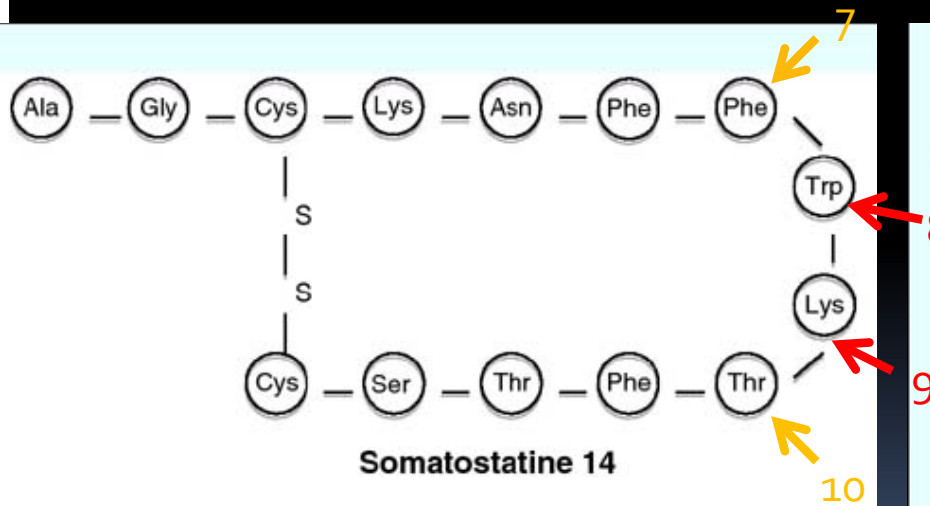 7
Ala Gly Cys Lys Asn Phe Phe
Trp
8
S
S
Lys
9
Cys Ser Thr Phe Thr
Somatostatine 14
10